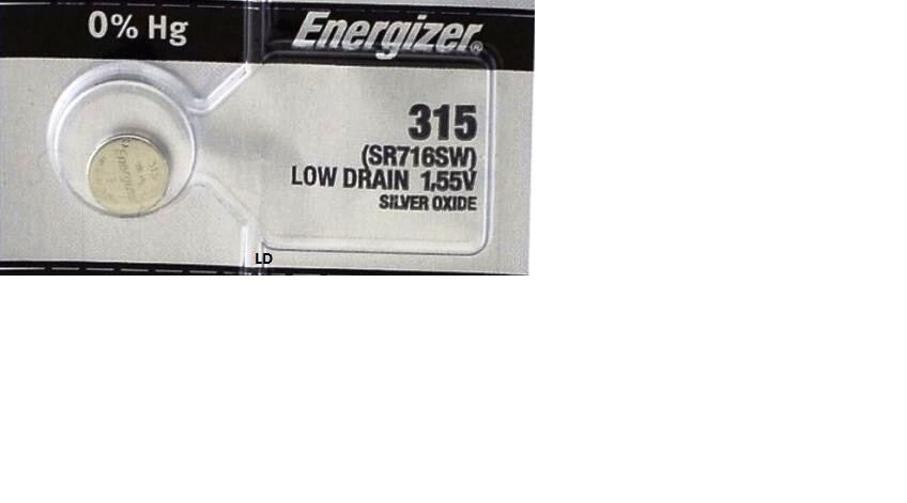 0% Hg
Energizer®
315
(SR716SW)
LOW DRAIN 1,55V
SILVER OXIDE
LD